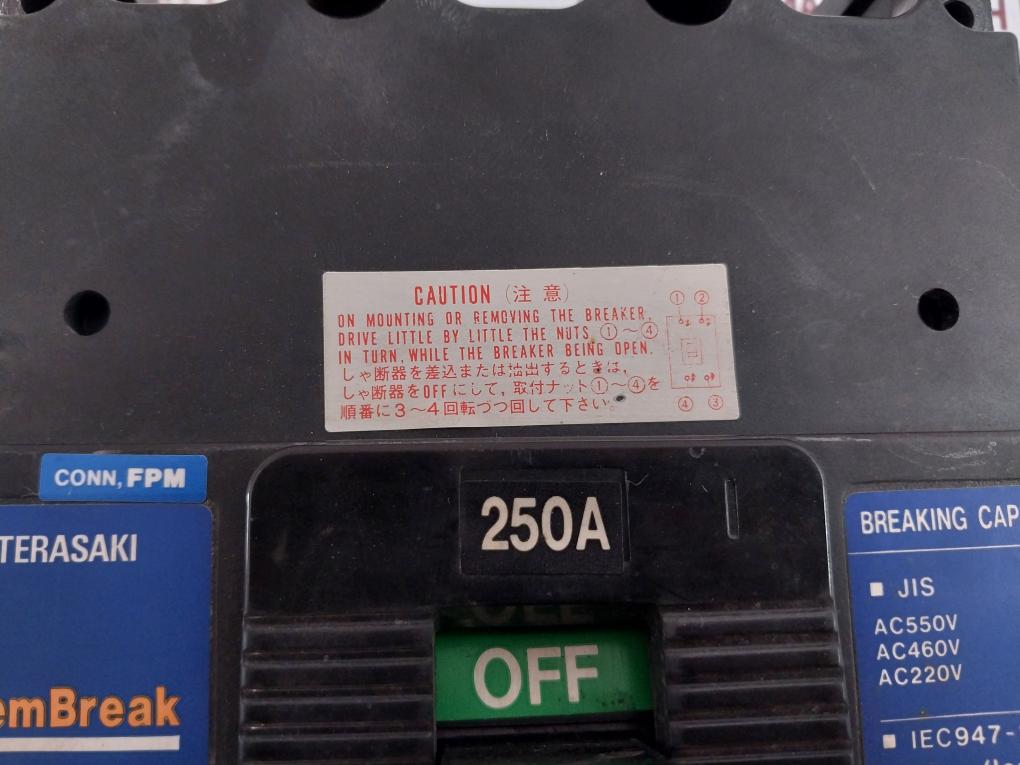 CAUTION (注意)
ON MOUNTING OR REMOVING THE BREAKER,
DRIVE LITTLE BY LITTLE THE NUTS, ①~④
IN TURN, WHILE THE BREAKER BEING OPEN.
しゃ断器を差込または抽出するときは,
しゃ断器をOFFにして, 取付ナット①~④を
順番に3~4回転づつ回して下さい。
① ②
④ ③
CONN, FPM
TERASAKI
emBreak
250A
OFF
BREAKING CAP
■ JIS
AC550V
AC460V
AC220V
■ IEC947-